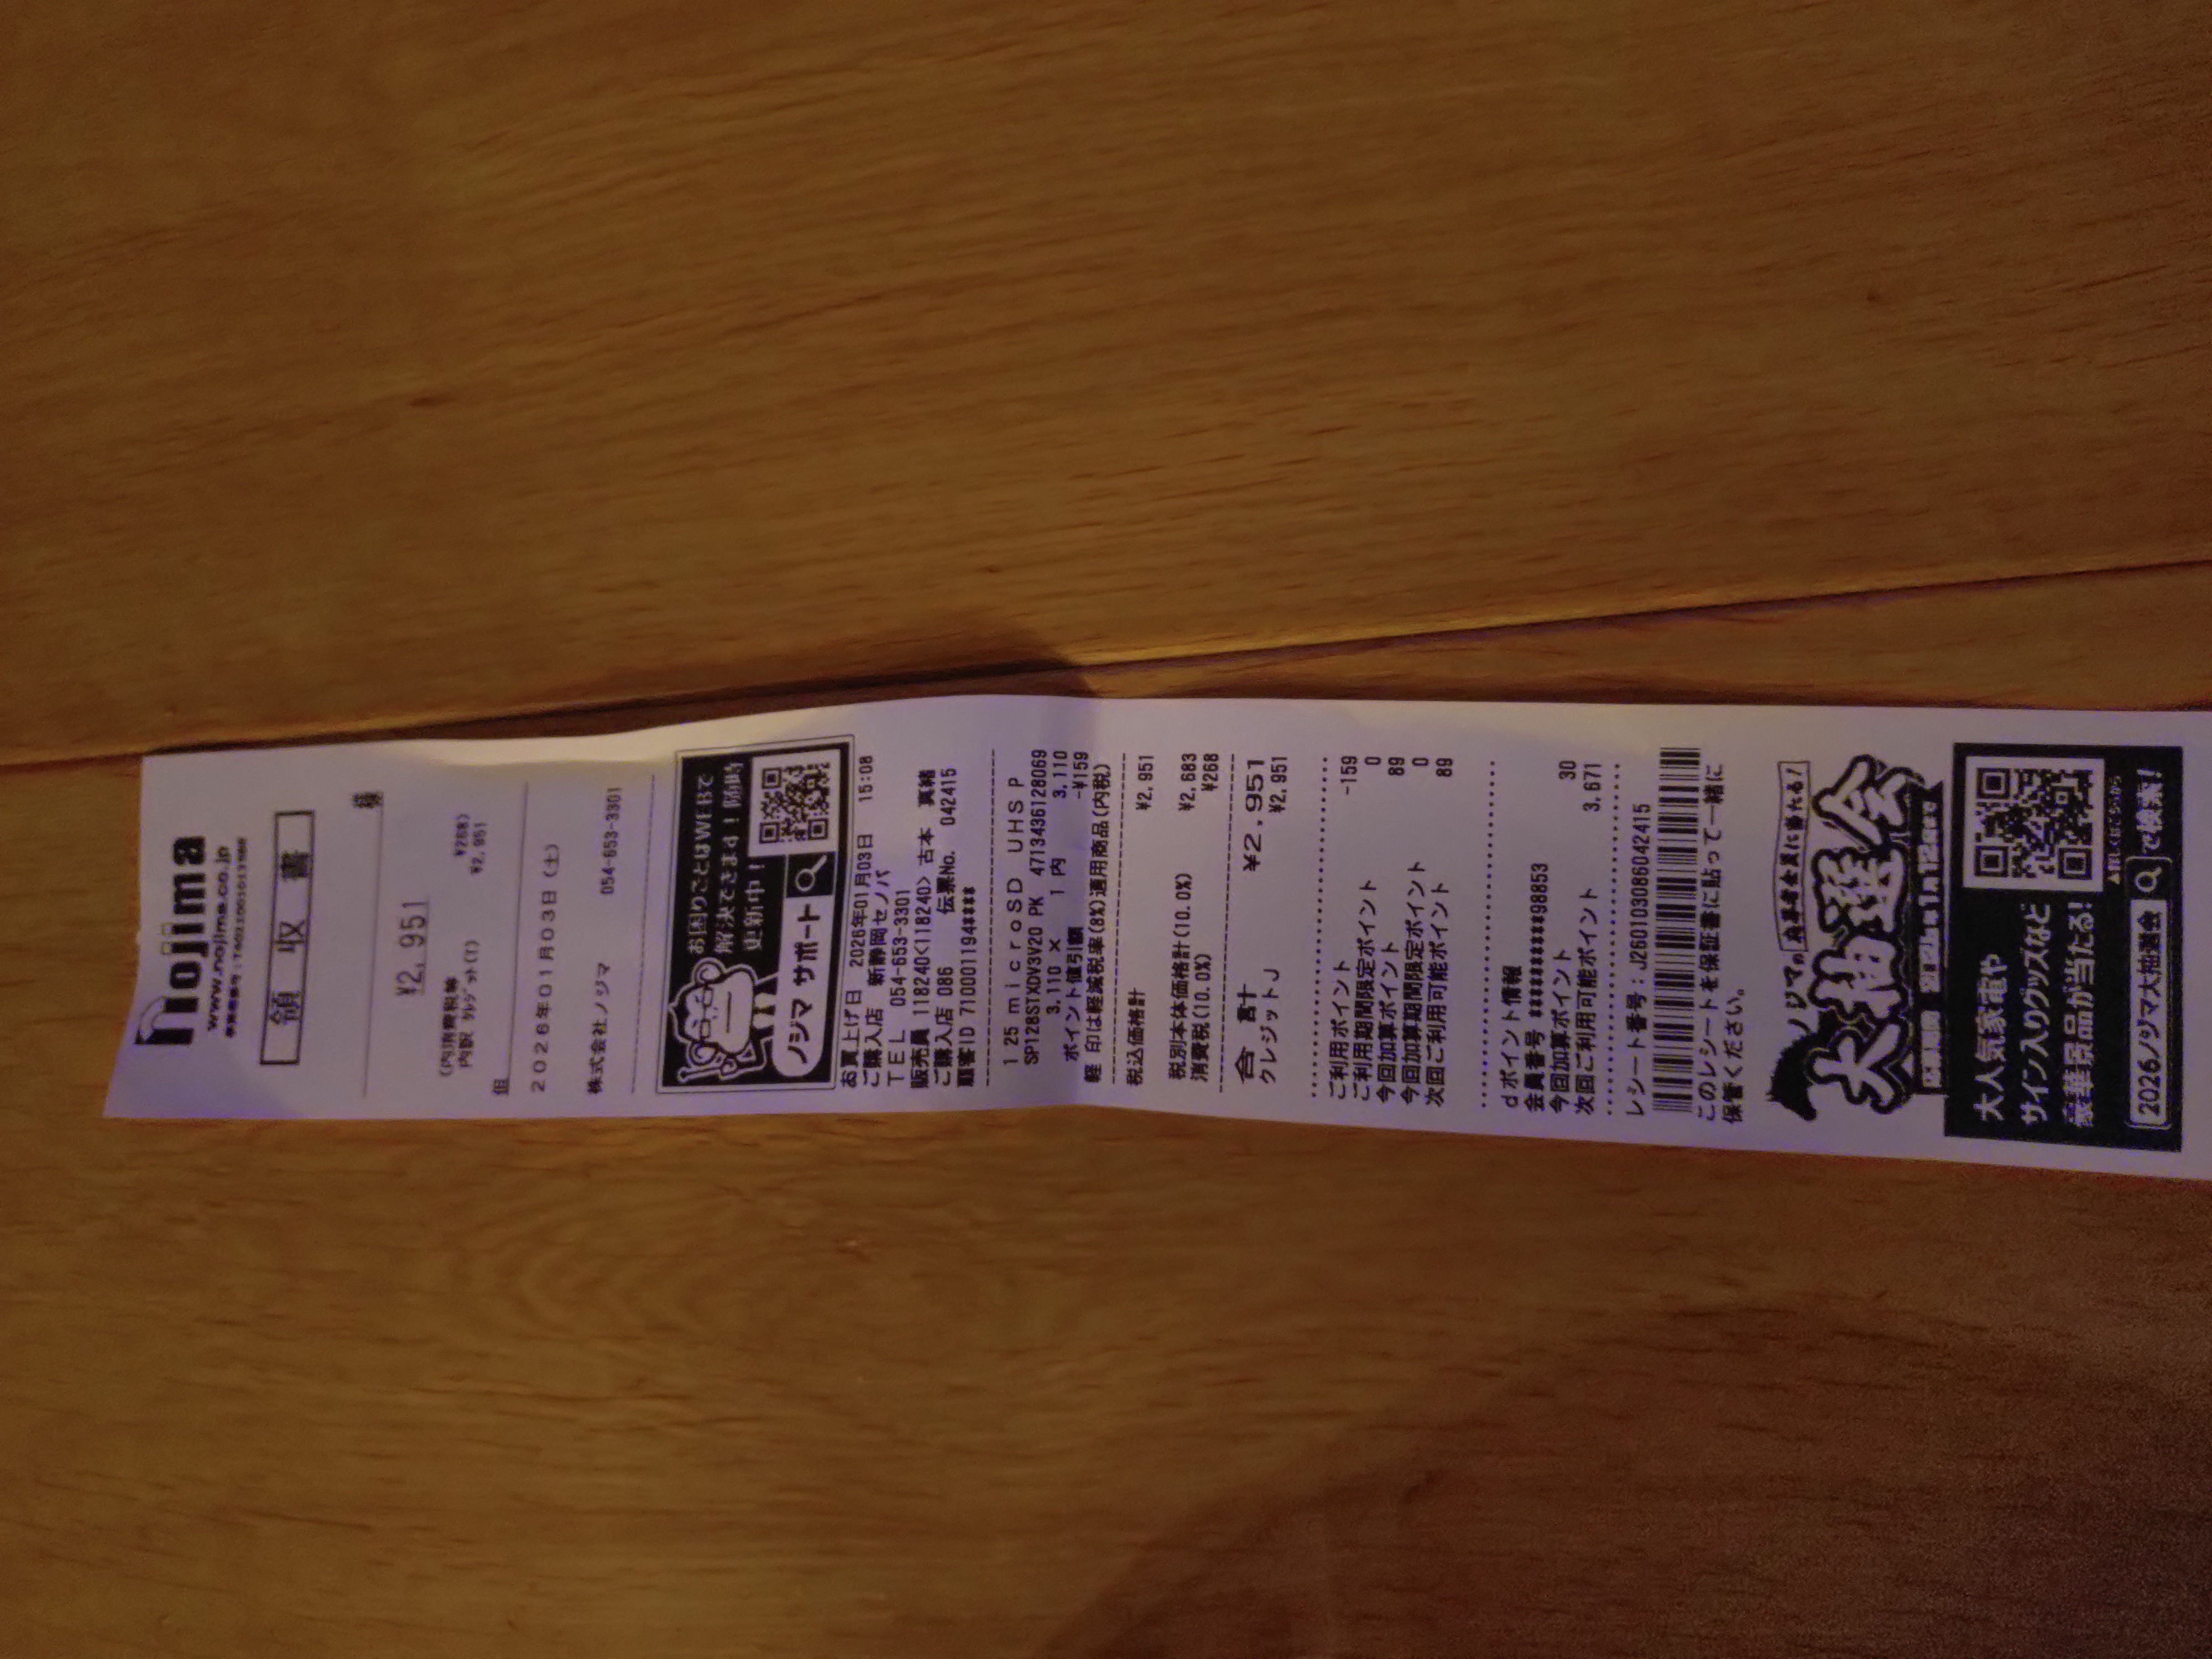 nojima
www.nojima.co.jp
領 収 書
様
¥2,951
(内消費税等 ¥268)
内訳 クレジット(1) ¥2,951
但
2026年01月03日(土)
株式会社ノジマ 054-653-3301
お困りごとはWEBで
解決できます!随時
更新中!
ノジマ サポート
お買上げ日 2026年01月03日 15:08
ご購入店 新静岡セノバ
TEL 054-653-3301
販売員 118240<118240> 古本 真緒
ご購入店 086 伝票No. 042415
顧客ID 710001194****
125 microSD UHSP
SP128STXDV3V20 PK 4713436128069
3,110 × 1 内 3,110
ポイント値引額 -¥159
軽 印は軽減税率(8%)適用商品(内税)
税込価格計 ¥2,951
税別本体価格計(10.0%) ¥2,683
消費税(10.0%) ¥268
合 計 ¥2,951
クレジットJ ¥2,951
ご利用ポイント -159
ご利用期間限定ポイント 0
今回加算ポイント 89
今回加算期間限定ポイント 0
次回ご利用可能ポイント 89
dポイント情報
会員番号 **********98853
今回加算ポイント 30
次回ご利用可能ポイント 3,671
レシート番号:J260103086042415
このレシートを保証書に貼って一緒に
保管ください。
ノジマの
大抽選会
大人気家電や
サイン入りグッズなど
豪華景品が当たる!
▲詳しくはこちらから
2026ノジマ大抽選会 で検索!